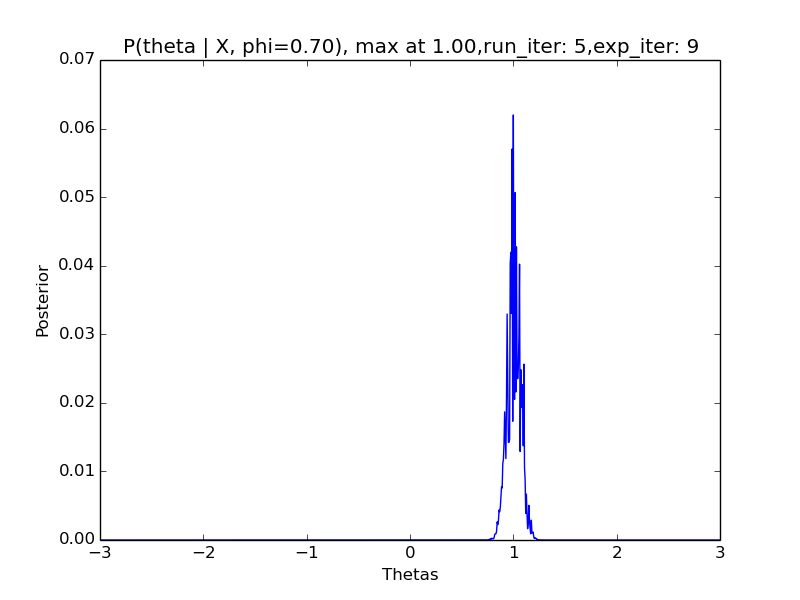 P(theta | X, phi=0.70), max at 1.00,run_iter: 5,exp_iter: 9
0.07
0.06
0.05
0.04
0.03
0.02
0.01
0.00
Posterior
−3 −2 −1 0 1 2 3
Thetas